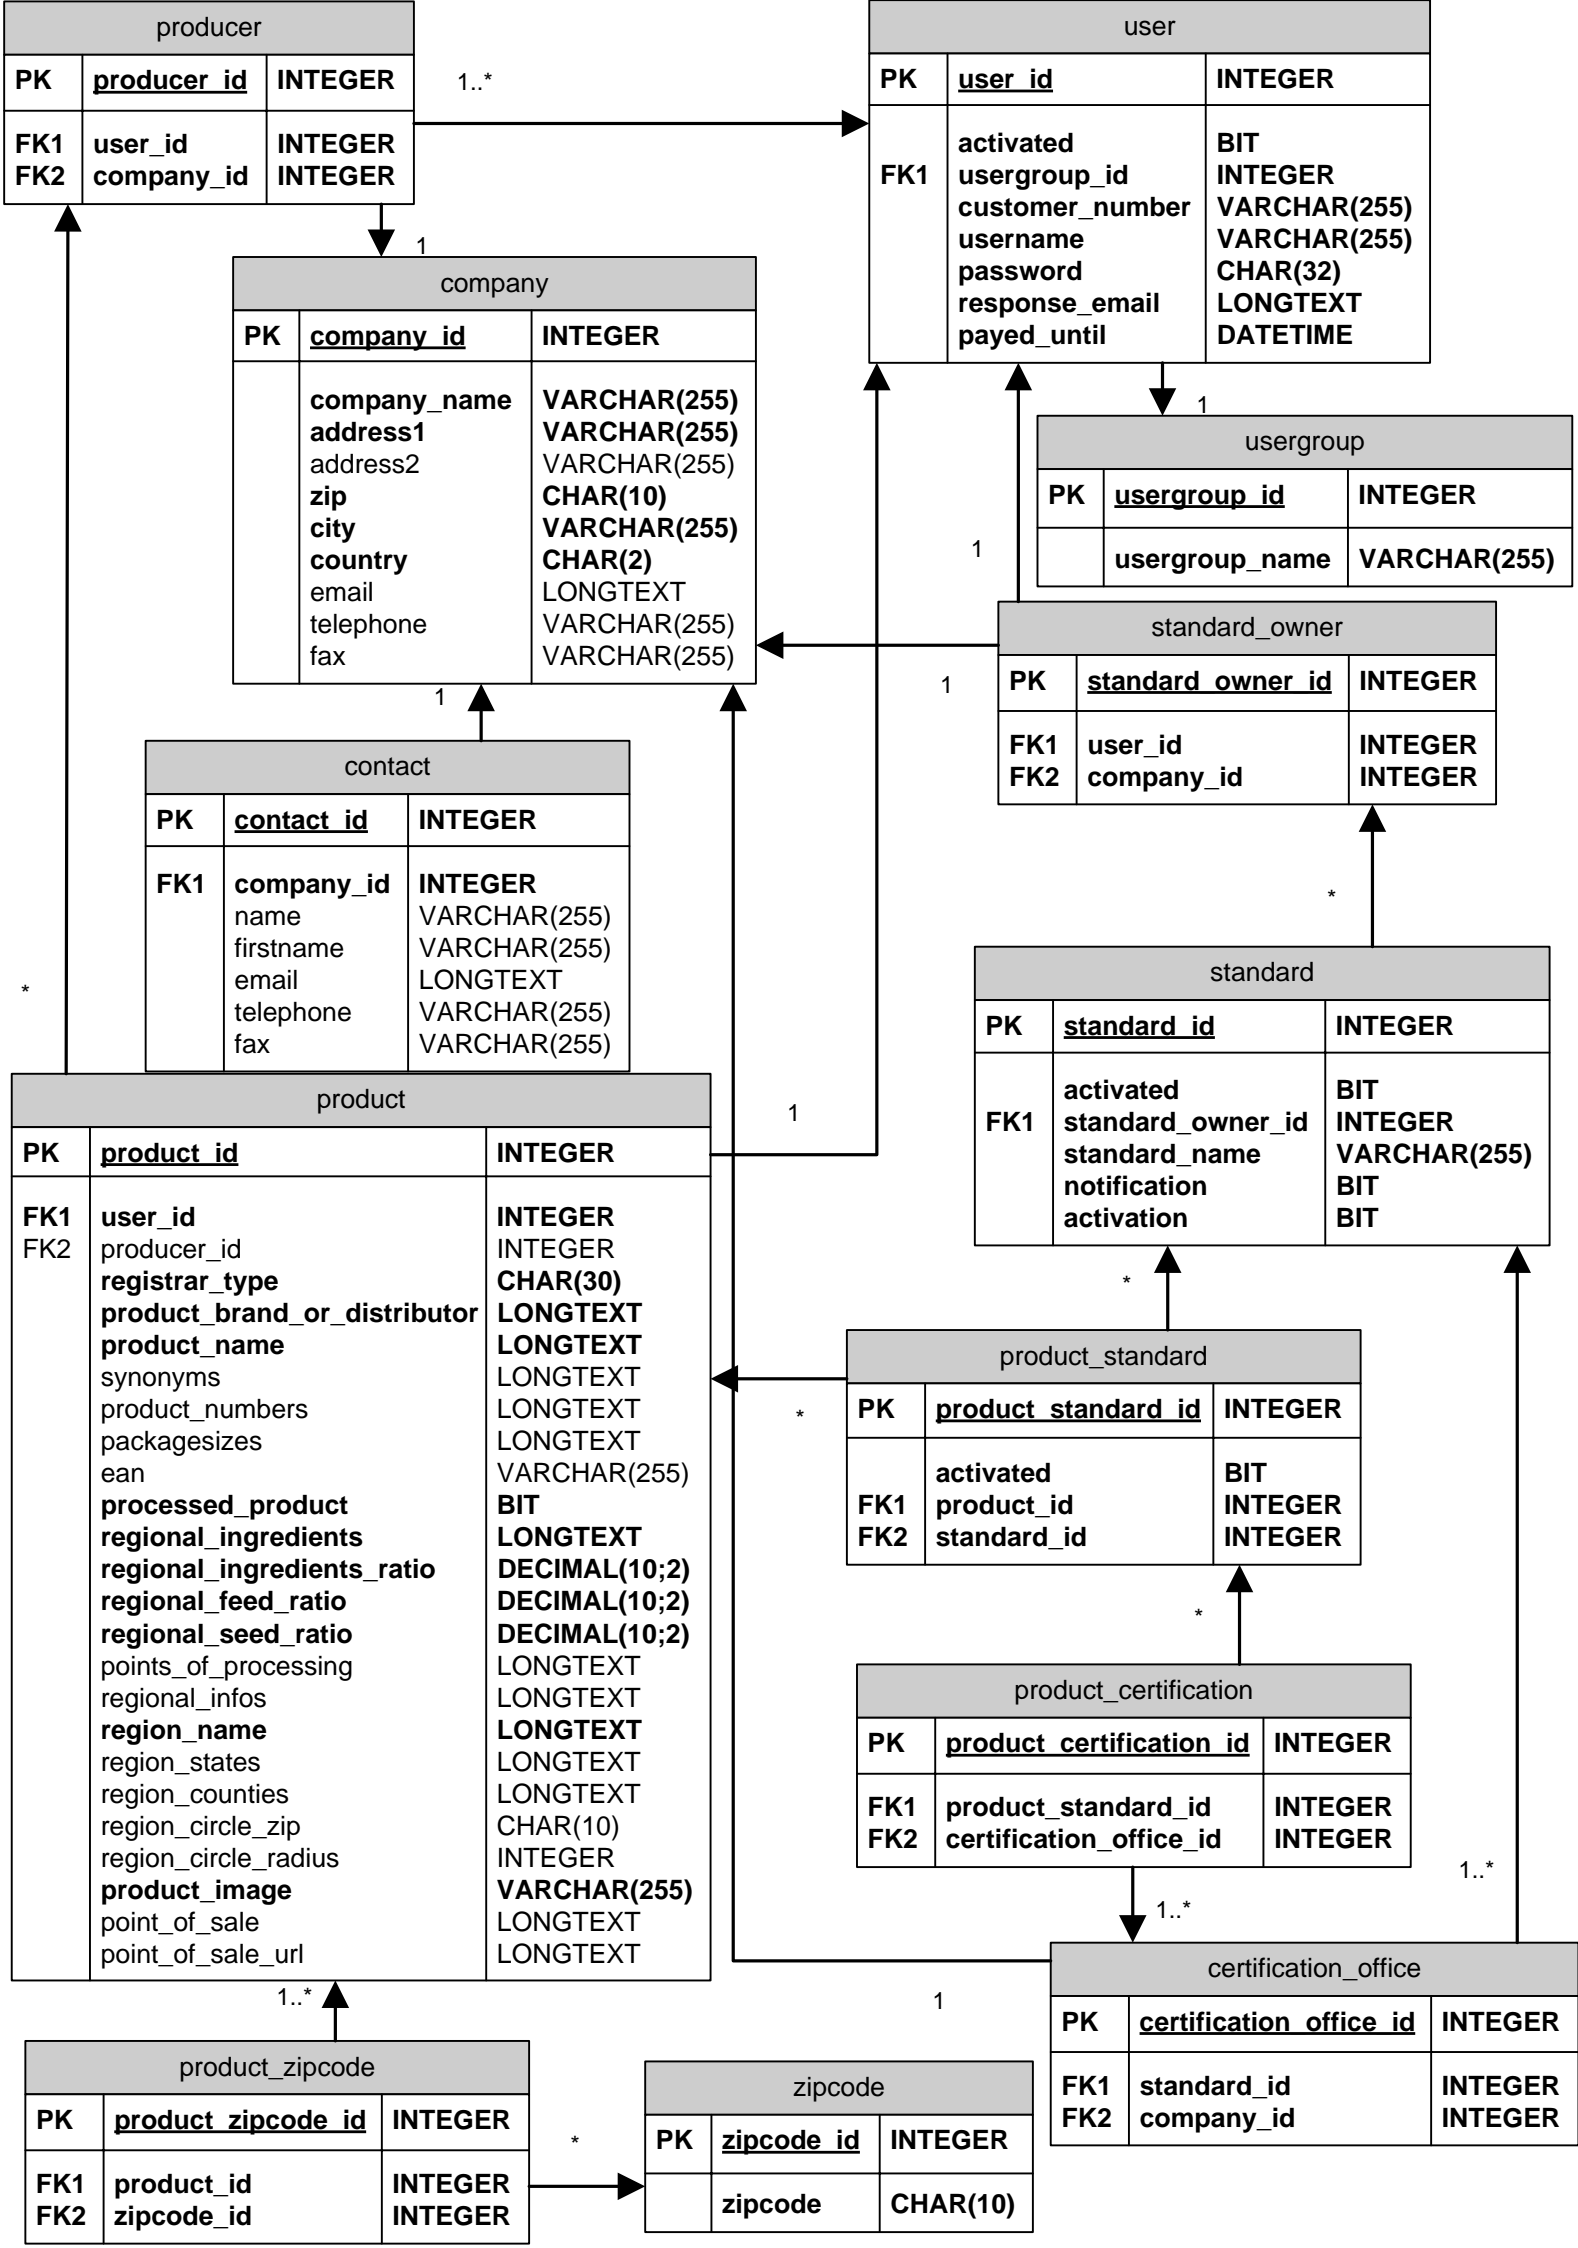 producer
PK producer_id INTEGER
FK1 user_id INTEGER
FK2 company_id INTEGER
1..*
user
PK user_id INTEGER
activated BIT
FK1 usergroup_id INTEGER
customer_number VARCHAR(255)
username VARCHAR(255)
password CHAR(32)
response_email LONGTEXT
payed_until DATETIME
1
company
PK company_id INTEGER
company_name VARCHAR(255)
address1 VARCHAR(255)
address2 VARCHAR(255)
zip CHAR(10)
city VARCHAR(255)
country CHAR(2)
email LONGTEXT
telephone VARCHAR(255)
fax VARCHAR(255)
1
usergroup
PK usergroup_id INTEGER
usergroup_name VARCHAR(255)
1
standard_owner
PK standard_owner_id INTEGER
FK1 user_id INTEGER
FK2 company_id INTEGER
1
1
contact
PK contact_id INTEGER
FK1 company_id INTEGER
name VARCHAR(255)
firstname VARCHAR(255)
email LONGTEXT
telephone VARCHAR(255)
fax VARCHAR(255)
*
*
standard
PK standard_id INTEGER
activated BIT
FK1 standard_owner_id INTEGER
standard_name VARCHAR(255)
notification BIT
activation BIT
product
PK product_id INTEGER
FK1 user_id INTEGER
FK2 producer_id INTEGER
registrar_type CHAR(30)
product_brand_or_distributor LONGTEXT
product_name LONGTEXT
synonyms LONGTEXT
product_numbers LONGTEXT
packagesizes LONGTEXT
ean VARCHAR(255)
processed_product BIT
regional_ingredients LONGTEXT
regional_ingredients_ratio DECIMAL(10;2)
regional_feed_ratio DECIMAL(10;2)
regional_seed_ratio DECIMAL(10;2)
points_of_processing LONGTEXT
regional_infos LONGTEXT
region_name LONGTEXT
region_states LONGTEXT
region_counties LONGTEXT
region_circle_zip CHAR(10)
region_circle_radius INTEGER
product_image VARCHAR(255)
point_of_sale LONGTEXT
point_of_sale_url LONGTEXT
1
*
product_standard
PK product_standard_id INTEGER
activated BIT
FK1 product_id INTEGER
FK2 standard_id INTEGER
*
*
product_certification
PK product_certification_id INTEGER
FK1 product_standard_id INTEGER
FK2 certification_office_id INTEGER
1..*
1..*
certification_office
PK certification_office_id INTEGER
FK1 standard_id INTEGER
FK2 company_id INTEGER
1
1..*
product_zipcode
PK product_zipcode_id INTEGER
FK1 product_id INTEGER
FK2 zipcode_id INTEGER
*
zipcode
PK zipcode_id INTEGER
zipcode CHAR(10)